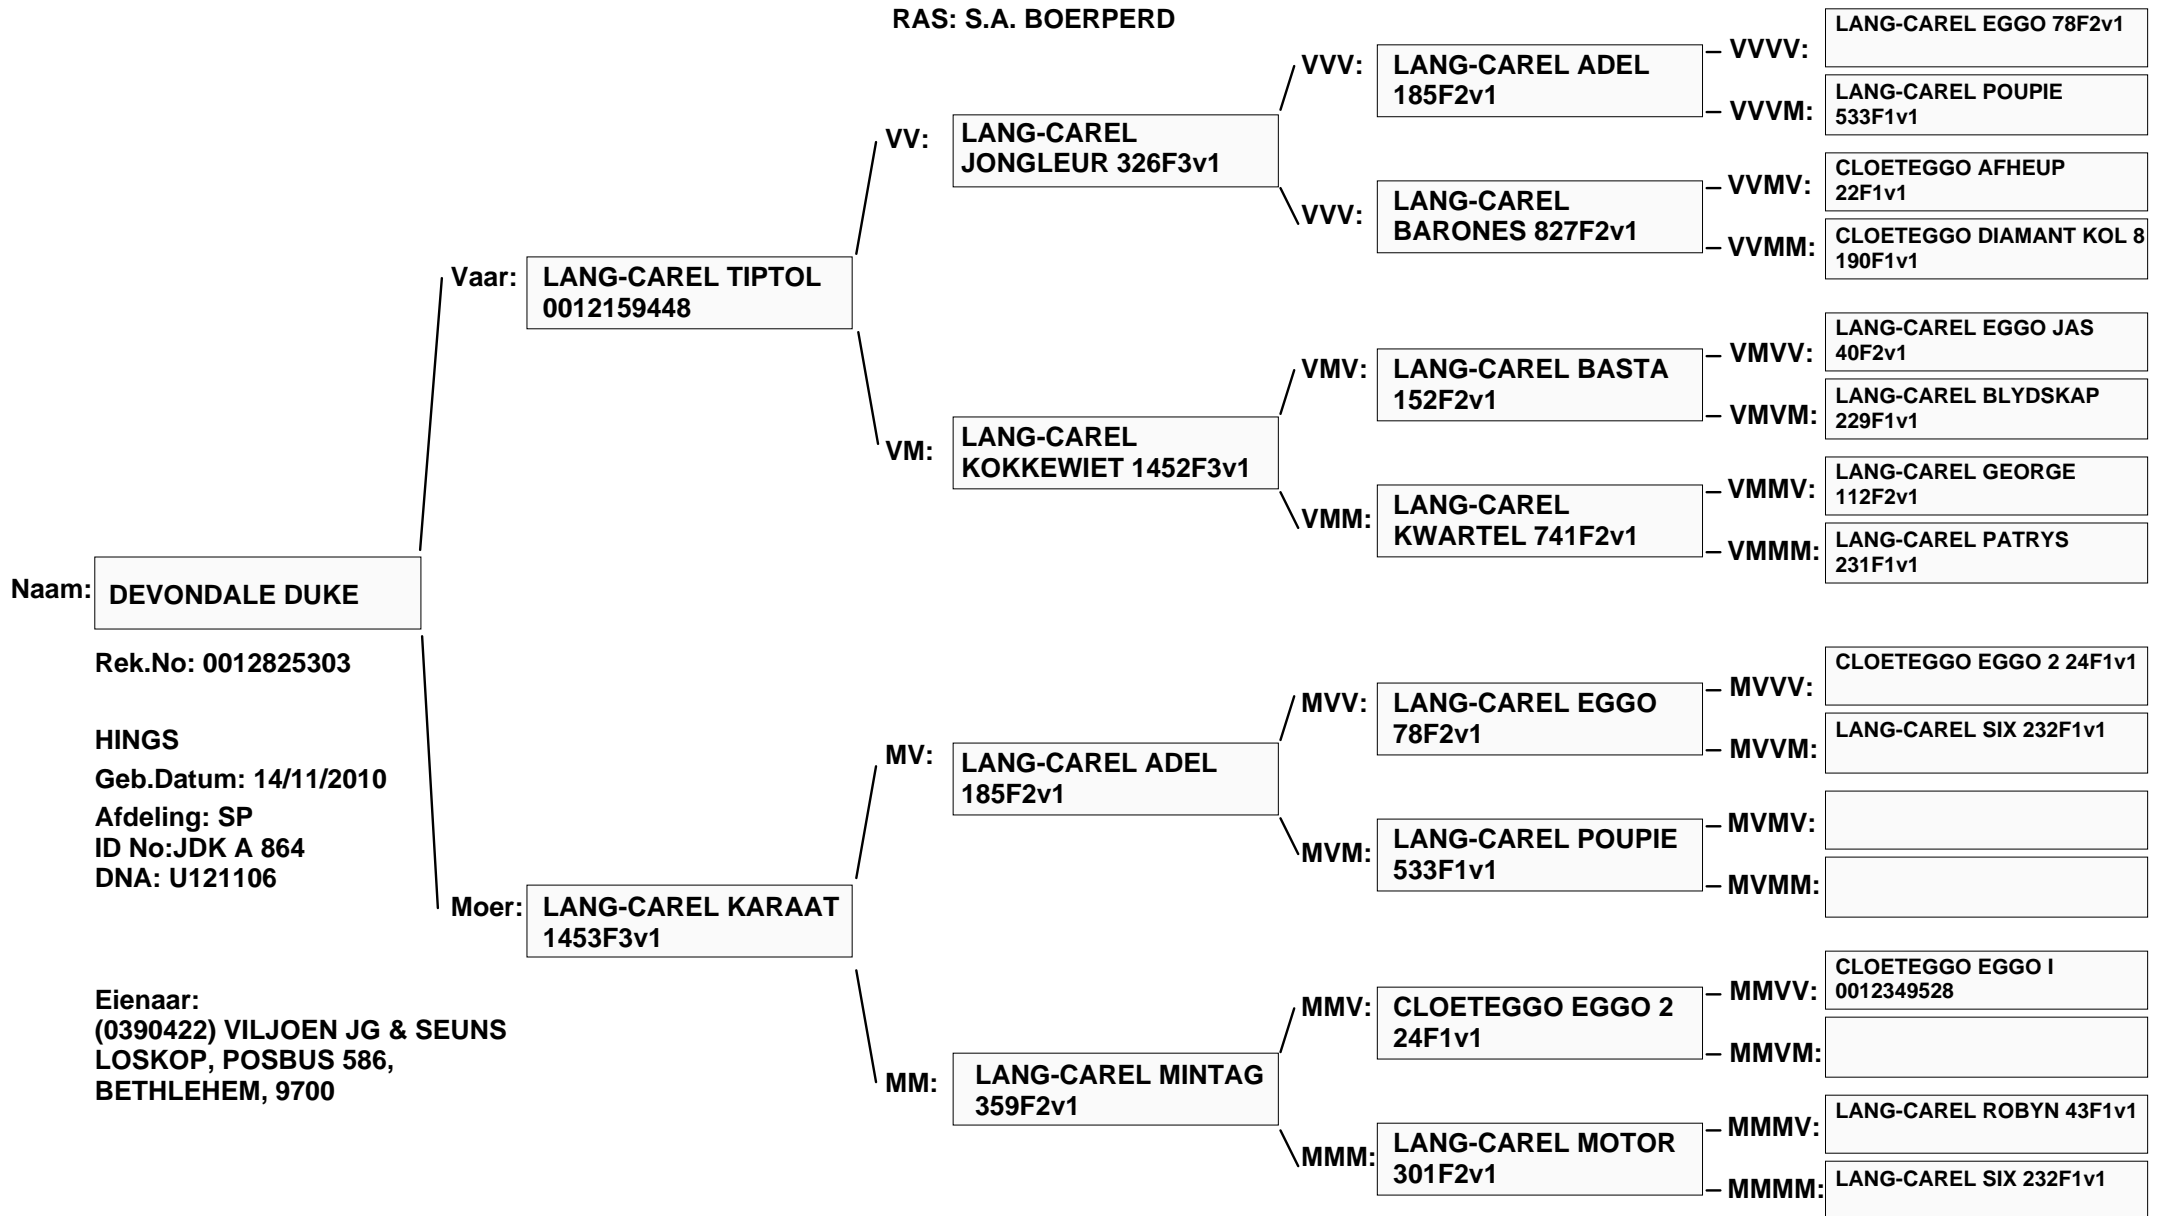 RAS: S.A. BOERPERD
Naam: DEVONDALE DUKE
Rek.No: 0012825303
HINGS
Geb.Datum: 14/11/2010
Afdeling: SP
ID No:JDK A 864
DNA: U121106
Eienaar:
(0390422) VILJOEN JG & SEUNS
LOSKOP, POSBUS 586,
BETHLEHEM, 9700
Vaar: LANG-CAREL TIPTOL
0012159448
Moer: LANG-CAREL KARAAT
1453F3v1
VV: LANG-CAREL
JONGLEUR 326F3v1
VM: LANG-CAREL
KOKKEWIET 1452F3v1
MV: LANG-CAREL ADEL
185F2v1
MM: LANG-CAREL MINTAG
359F2v1
VVV: LANG-CAREL ADEL
185F2v1
VVV: LANG-CAREL
BARONES 827F2v1
VMV: LANG-CAREL BASTA
152F2v1
VMM: LANG-CAREL
KWARTEL 741F2v1
MVV: LANG-CAREL EGGO
78F2v1
MVM: LANG-CAREL POUPIE
533F1v1
MMV: CLOETEGGO EGGO 2
24F1v1
MMM: LANG-CAREL MOTOR
301F2v1
VVVV: LANG-CAREL EGGO 78F2v1
VVVM: LANG-CAREL POUPIE
533F1v1
VVMV: CLOETEGGO AFHEUP
22F1v1
VVMM: CLOETEGGO DIAMANT KOL 8
190F1v1
VMVV: LANG-CAREL EGGO JAS
40F2v1
VMVM: LANG-CAREL BLYDSKAP
229F1v1
VMMV: LANG-CAREL GEORGE
112F2v1
VMMM: LANG-CAREL PATRYS
231F1v1
MVVV: CLOETEGGO EGGO 2 24F1v1
MVVM: LANG-CAREL SIX 232F1v1
MVMV:
MVMM:
MMVV: CLOETEGGO EGGO I
0012349528
MMVM:
MMMV: LANG-CAREL ROBYN 43F1v1
MMMM: LANG-CAREL SIX 232F1v1